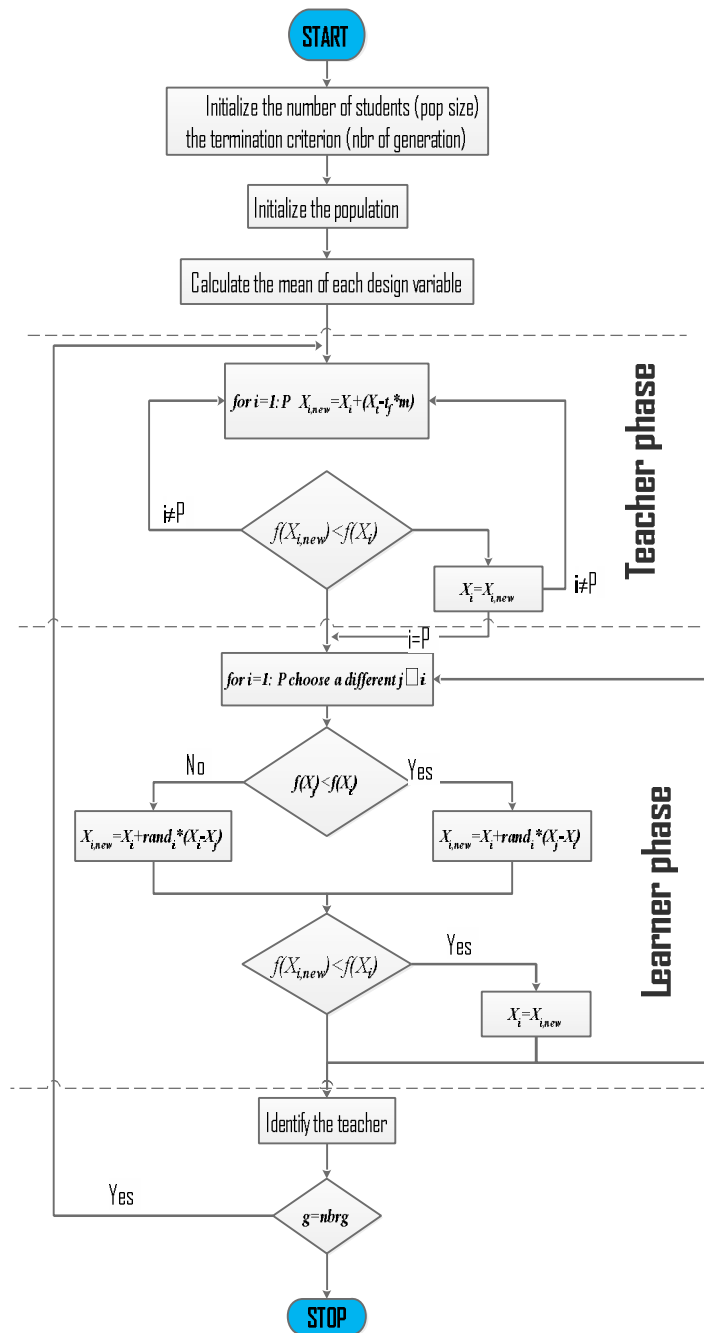 START
Initialize the number of students (pop size)
the termination criterion (nbr of generation)
Initialize the population
Calculate the mean of each design variable
Teacher phase
for i=1: P X_{i,new}=X_i+(X_t-t_f*m)
i≠P
f(X_{i,new})<f(X_i)
X_i=X_{i,new}
i≠P
i=P
for i=1: P choose a different j □ i
Learner phase
No
f(X_j)<f(X_i)
Yes
X_{i,new}=X_i+rand_i*(X_i-X_j)
X_{i,new}=X_i+rand_i*(X_j-X_i)
f(X_{i,new})<f(X_i)
Yes
X_i=X_{i,new}
Identify the teacher
Yes
g=nbrg
STOP